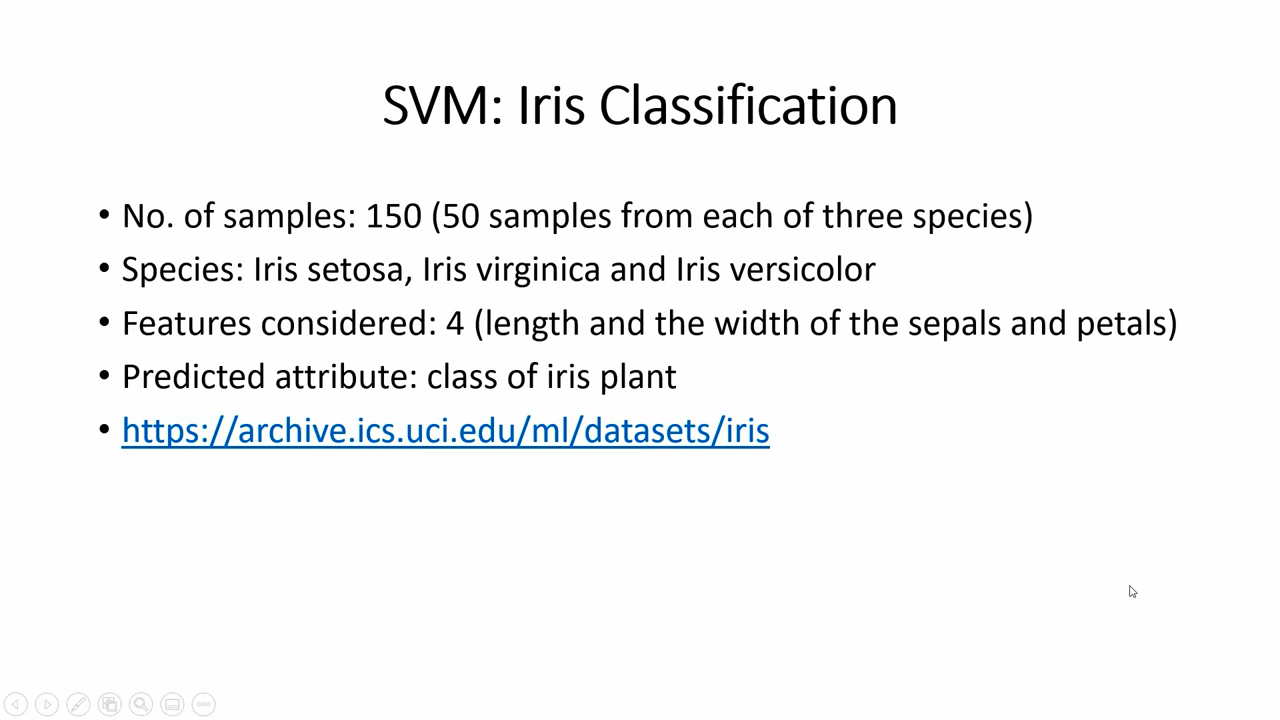 SVM: Iris Classification
• No. of samples: 150 (50 samples from each of three species)
• Species: Iris setosa, Iris virginica and Iris versicolor
• Features considered: 4 (length and the width of the sepals and petals)
• Predicted attribute: class of iris plant
• https://archive.ics.uci.edu/ml/datasets/iris